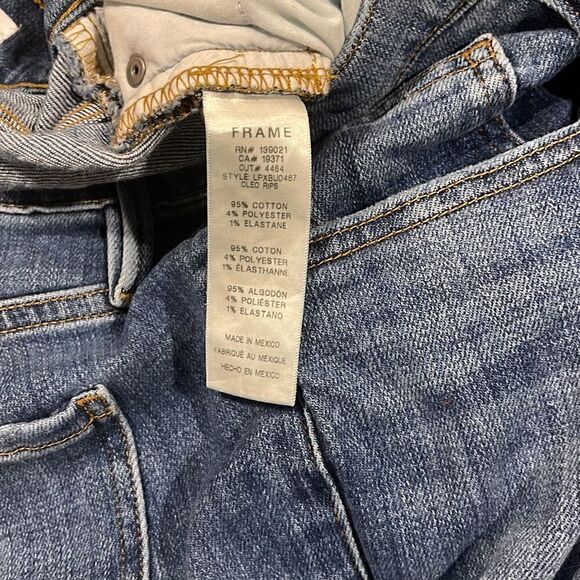 FRAME
RN# 139021
CA# 19371
CUT# 4464
STYLE: LPXBU0467
CLEO RIPS
95% COTTON
4% POLYESTER
1% ELASTANE
95% COTON
4% POLYESTER
1% ÉLASTHANNE
95% ALGODÓN
4% POLIÉSTER
1% ELASTANO
MADE IN MEXICO
FABRIQUÉ AU MEXIQUE
HECHO EN MEXICO